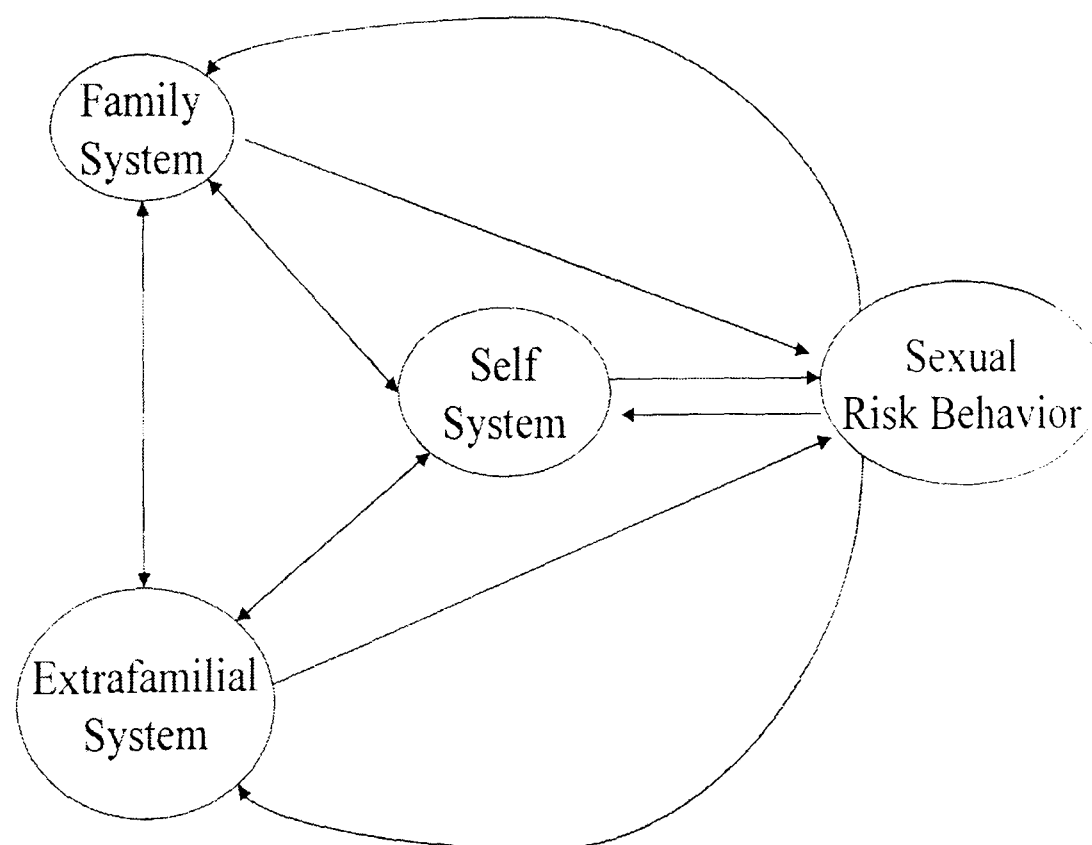 Family
System
Self
System
Sexual
Risk Behavior
Extrafamilial
System